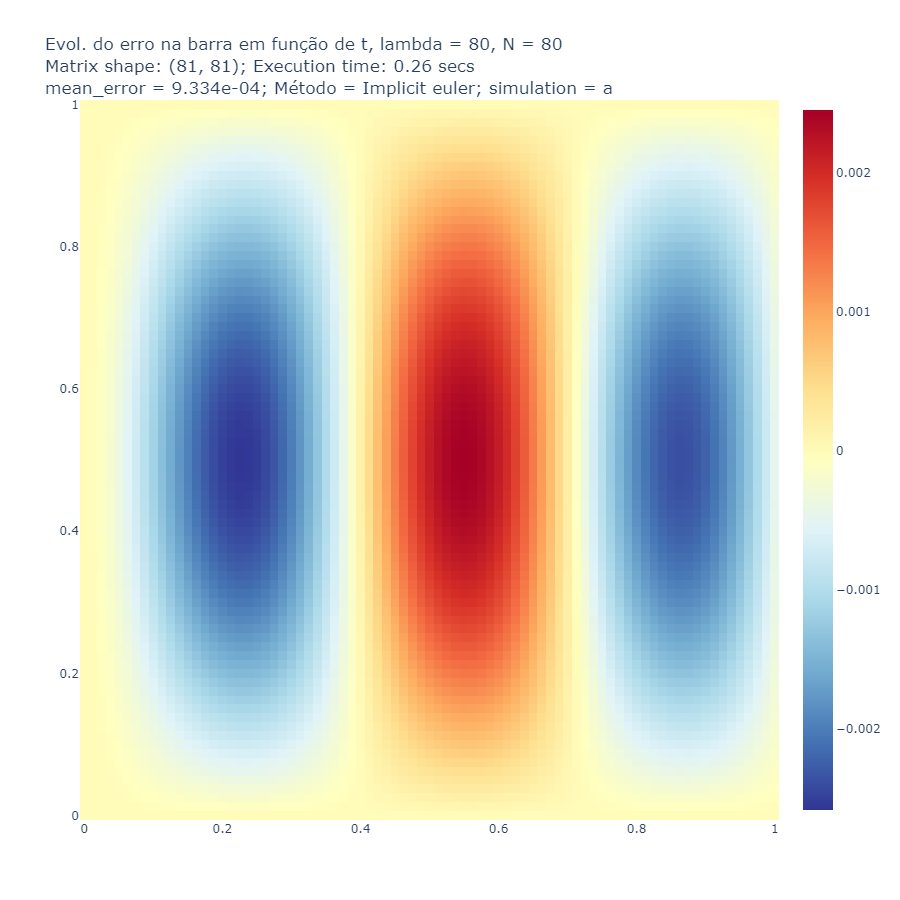 Evol. do erro na barra em função de t, lambda = 80, N = 80
Matrix shape: (81, 81); Execution time: 0.26 secs
mean_error = 9.334e-04; Método = Implicit euler; simulation = a
1
0.8
0.6
0.4
0.2
0
0 0.2 0.4 0.6 0.8 1
0.002
0.001
0
−0.001
−0.002